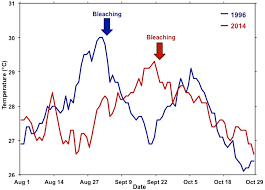 31
30
29
28
27
26
Temperature (°C)
Bleaching
Bleaching
1996
2014
Aug 1
Aug 14
Aug 27
Sept 9
Sept 22
Oct 5
Oct 18
Oct 29
Date